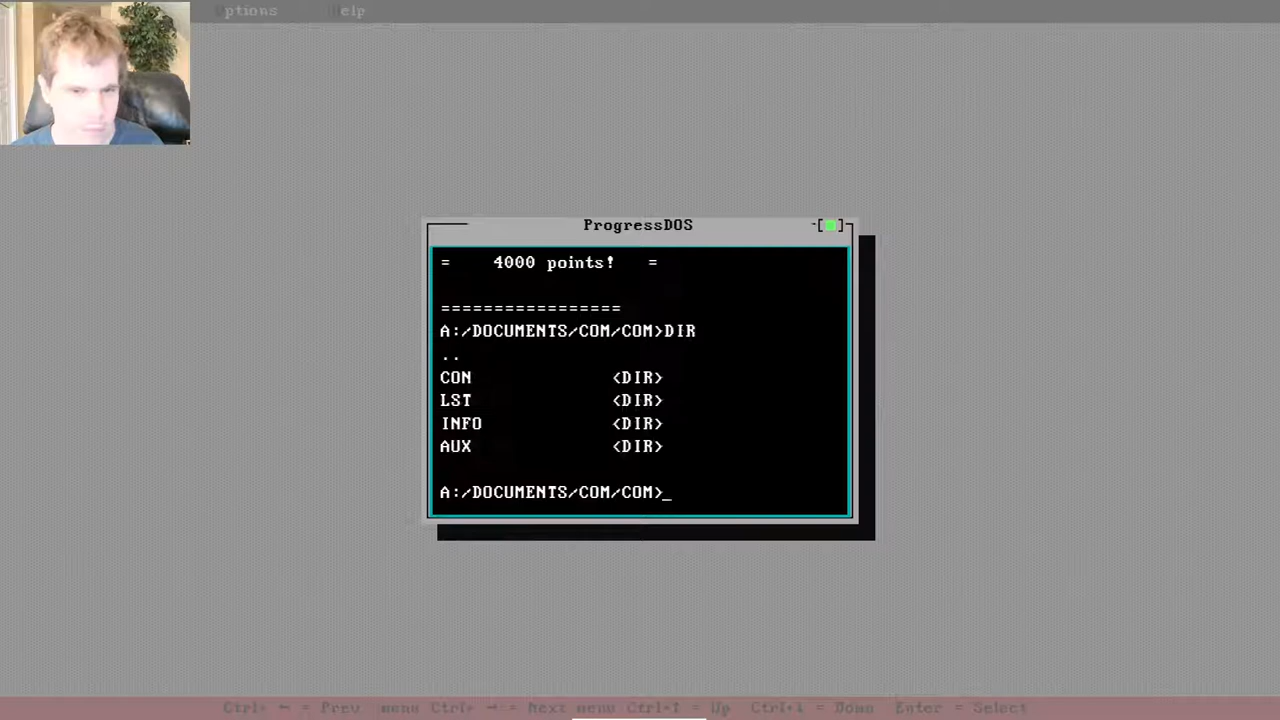 ptions elp
ProgressDOS
[■]
= 4000 points! =
=================
A:/DOCUMENTS/COM/COM>DIR
..
CON <DIR>
LST <DIR>
INFO <DIR>
AUX <DIR>
A:/DOCUMENTS/COM/COM>_
Ctrl+ ← = Prev menu Ctrl+ → = Next menu Ctrl+↑ = Up Ctrl+↓ = Down Enter = Select